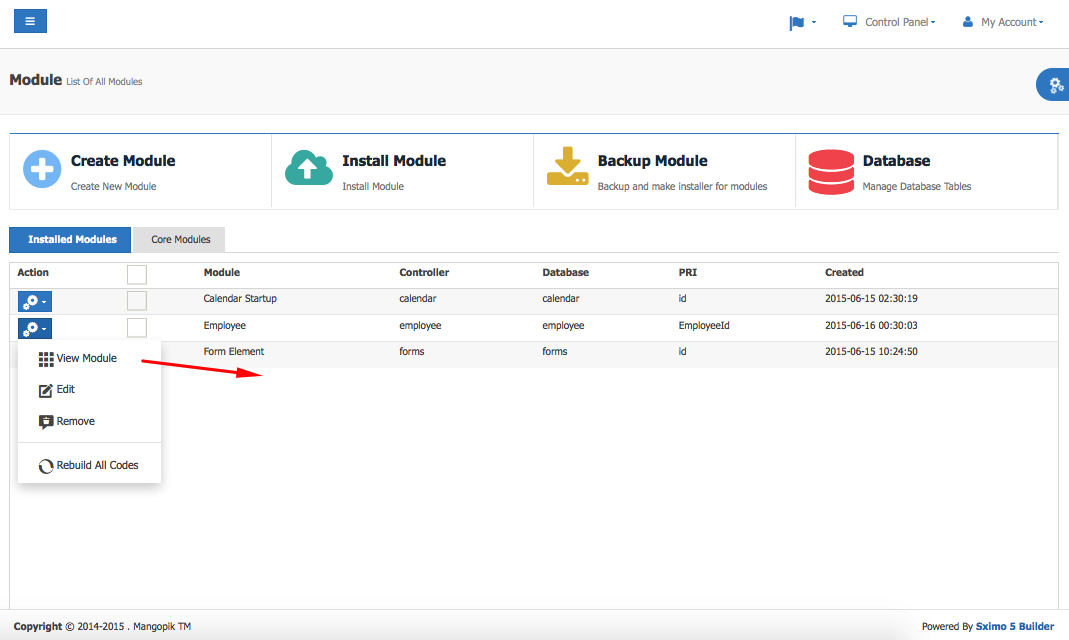 Control Panel
My Account
Module List Of All Modules
Create Module
Create New Module
Install Module
Install Module
Backup Module
Backup and make installer for modules
Database
Manage Database Tables
Installed Modules
Core Modules
Action Module Controller Database PRI Created
Calendar Startup calendar calendar id 2015-06-15 02:30:19
Employee employee employee EmployeeId 2015-06-16 00:30:03
Form Element forms forms id 2015-06-15 10:24:50
View Module
Edit
Remove
Rebuild All Codes
Copyright © 2014-2015 . Mangopik TM
Powered By Sximo 5 Builder